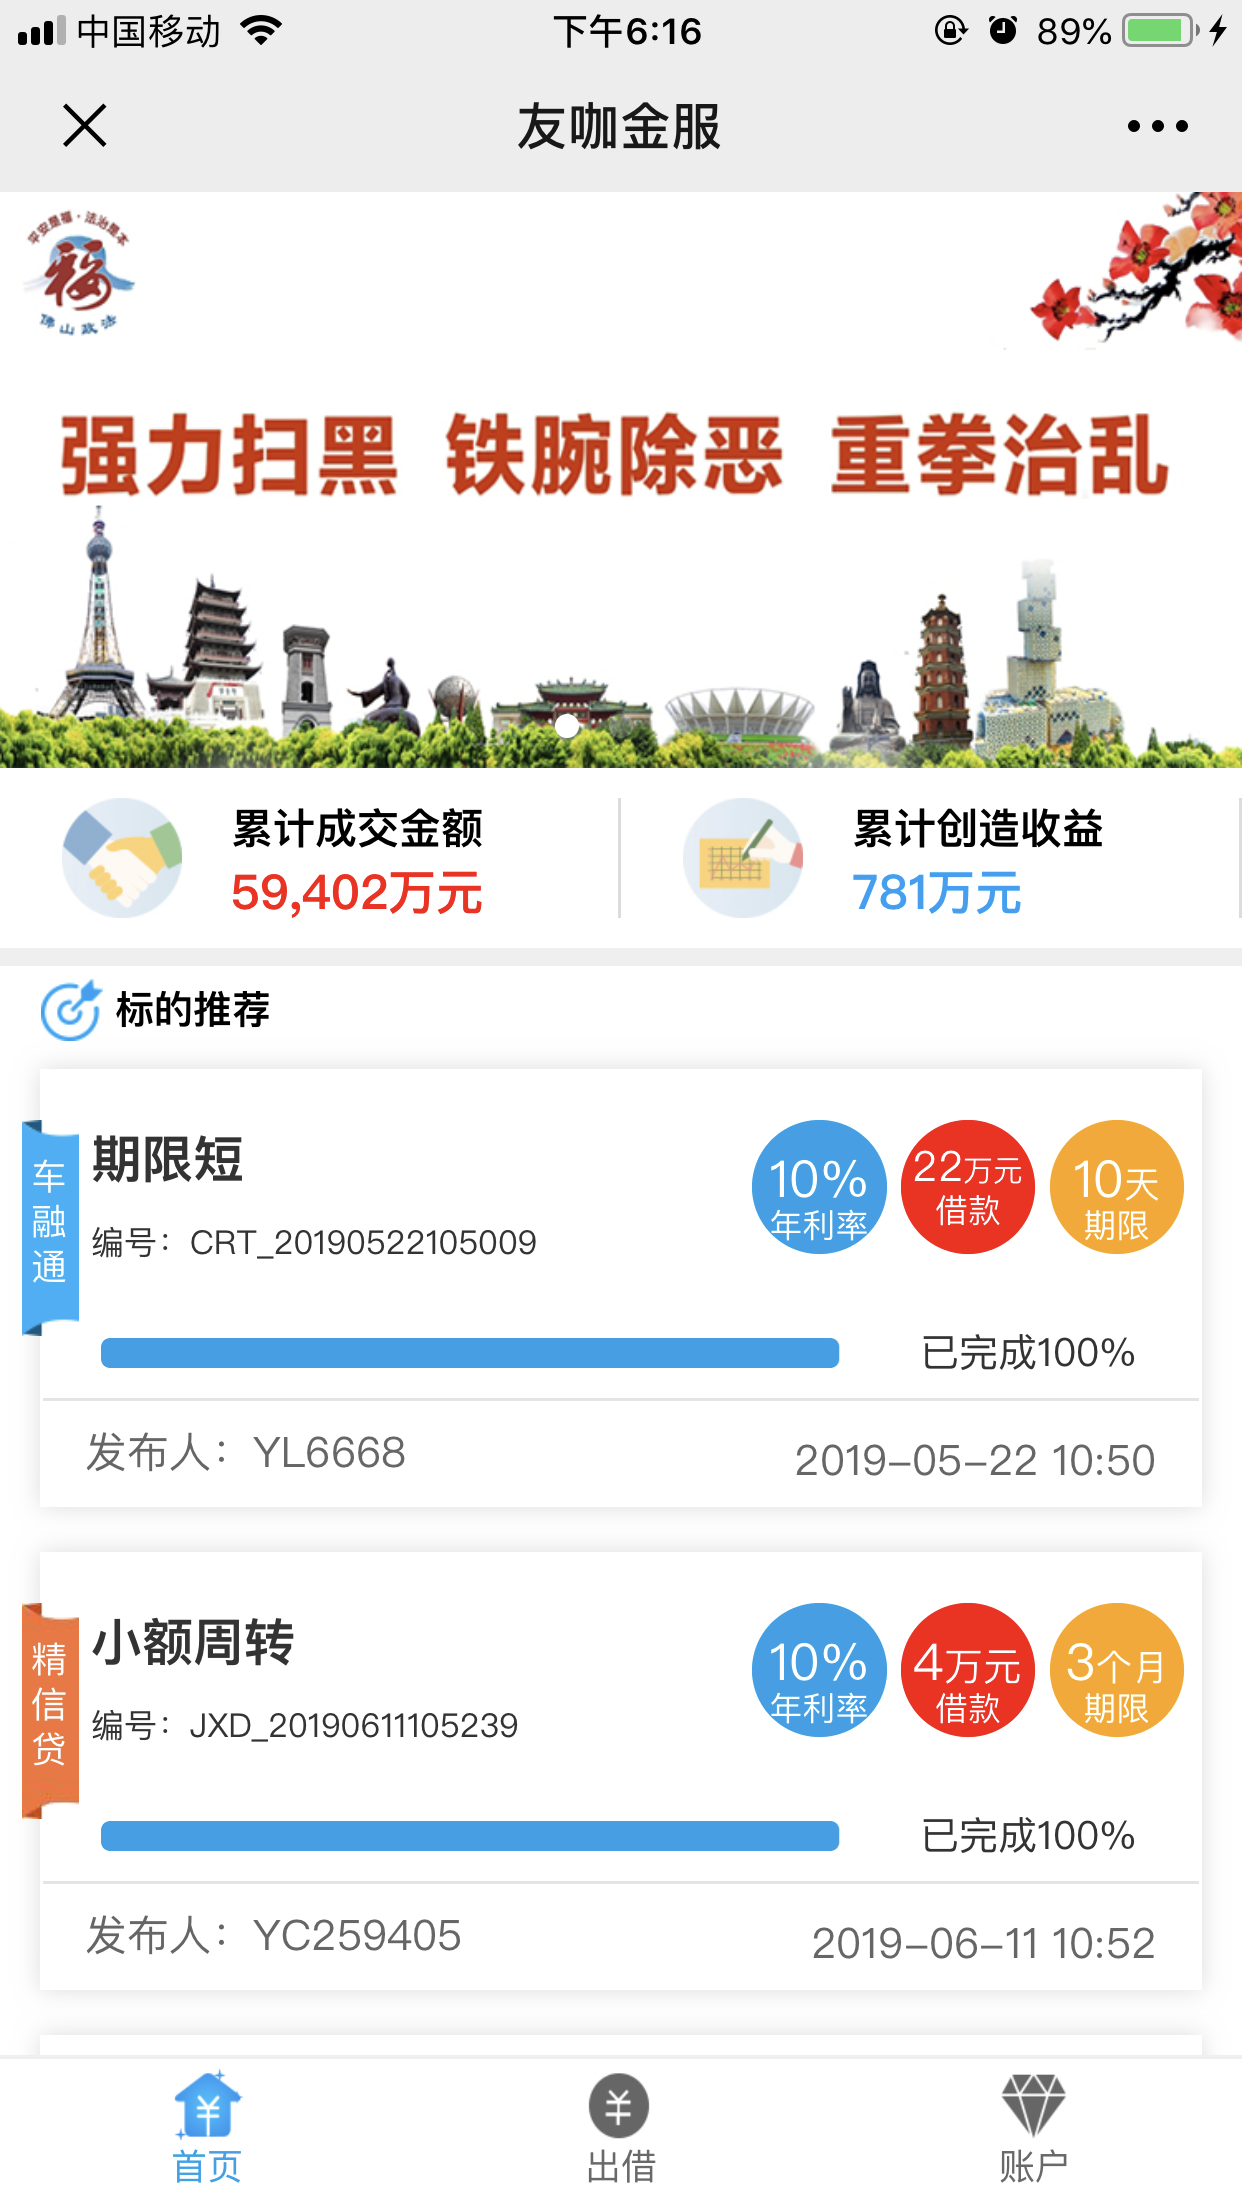 中国移动
下午6:16
89%
友咖金服
平安是福·法治是本
福
佛山政法
强力扫黑 铁腕除恶 重拳治乱
累计成交金额
59,402万元
累计创造收益
781万元
标的推荐
车融通
期限短
编号：CRT_20190522105009
10%
年利率
22万元
借款
10天
期限
已完成100%
发布人：YL6668
2019-05-22 10:50
精信贷
小额周转
编号：JXD_20190611105239
10%
年利率
4万元
借款
3个月
期限
已完成100%
发布人：YC259405
2019-06-11 10:52
首页
出借
账户